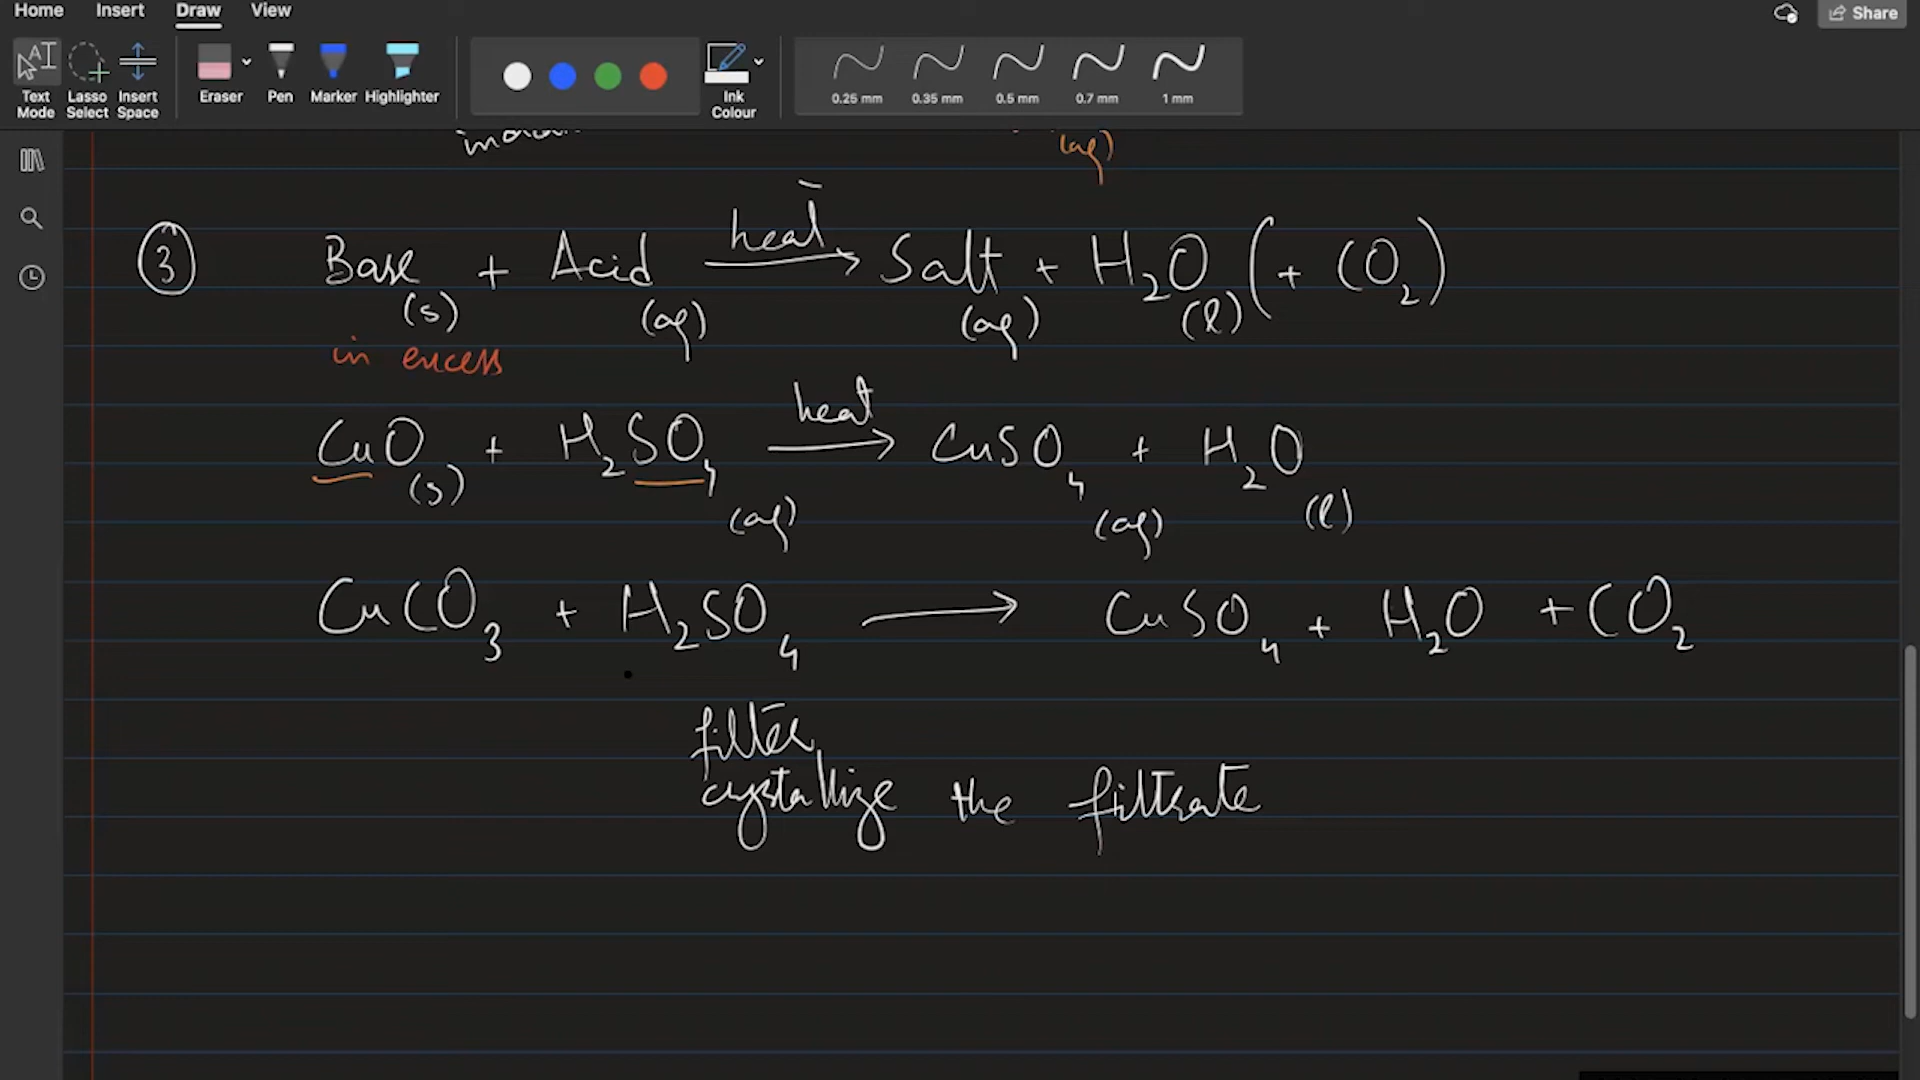 Home Insert Draw View Share
Text Mode Lasso Select Insert Space Eraser Pen Marker Highlighter Ink Colour 0.25 mm 0.35 mm 0.5 mm 0.7 mm 1 mm
(aq)
③ Base (s) + Acid (aq) heat → Salt (aq) + H₂O (l) (+ CO₂)
in excess
CuO (s) + H₂SO₄ (aq) heat → CuSO₄ (aq) + H₂O (l)
CuCO₃ + H₂SO₄ → CuSO₄ + H₂O + CO₂
filter
crystallize the filtrate